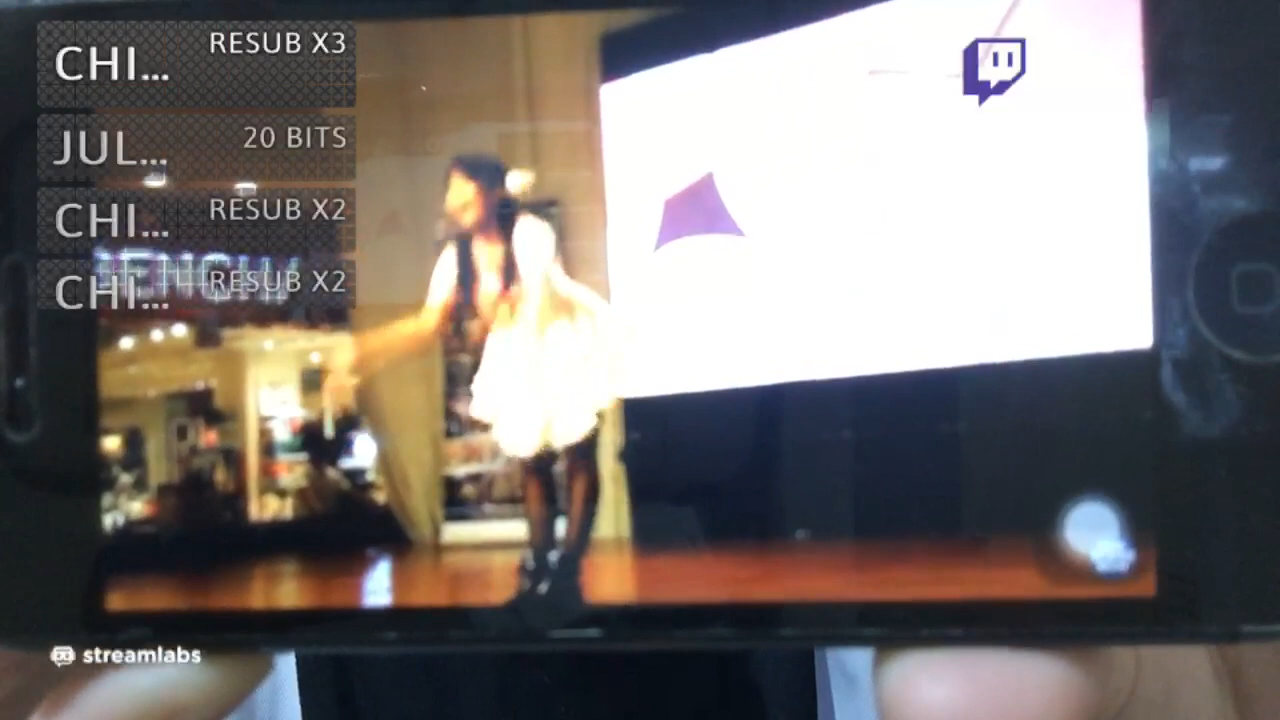 CHI... RESUB X3
JUL... 20 BITS
CHI... RESUB X2
CHI... RESUB X2
streamlabs